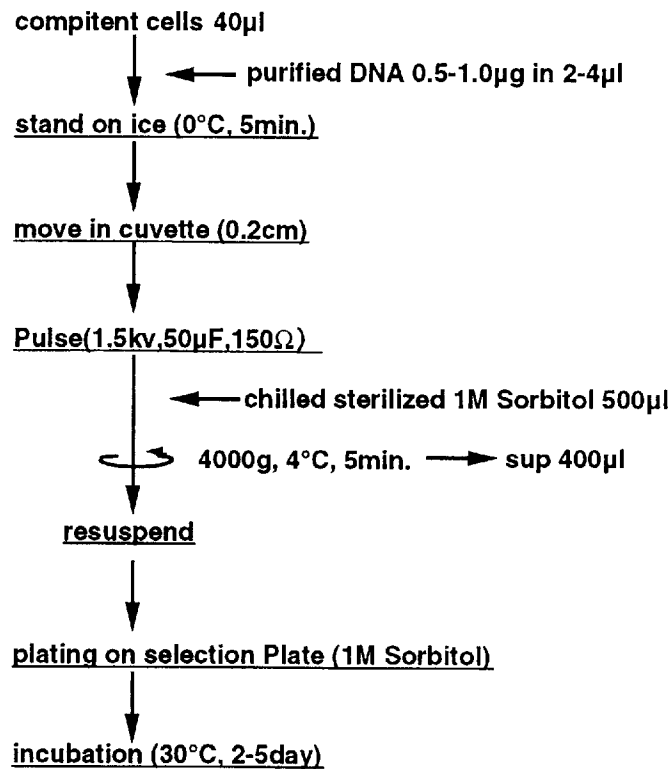 compitent cells 40µl
purified DNA 0.5-1.0µg in 2-4µl
stand on ice (0°C, 5min.)
move in cuvette (0.2cm)
Pulse(1.5kv,50µF,150Ω)
chilled sterilized 1M Sorbitol 500µl
4000g, 4°C, 5min. sup 400µl
resuspend
plating on selection Plate (1M Sorbitol)
incubation (30°C, 2-5day)